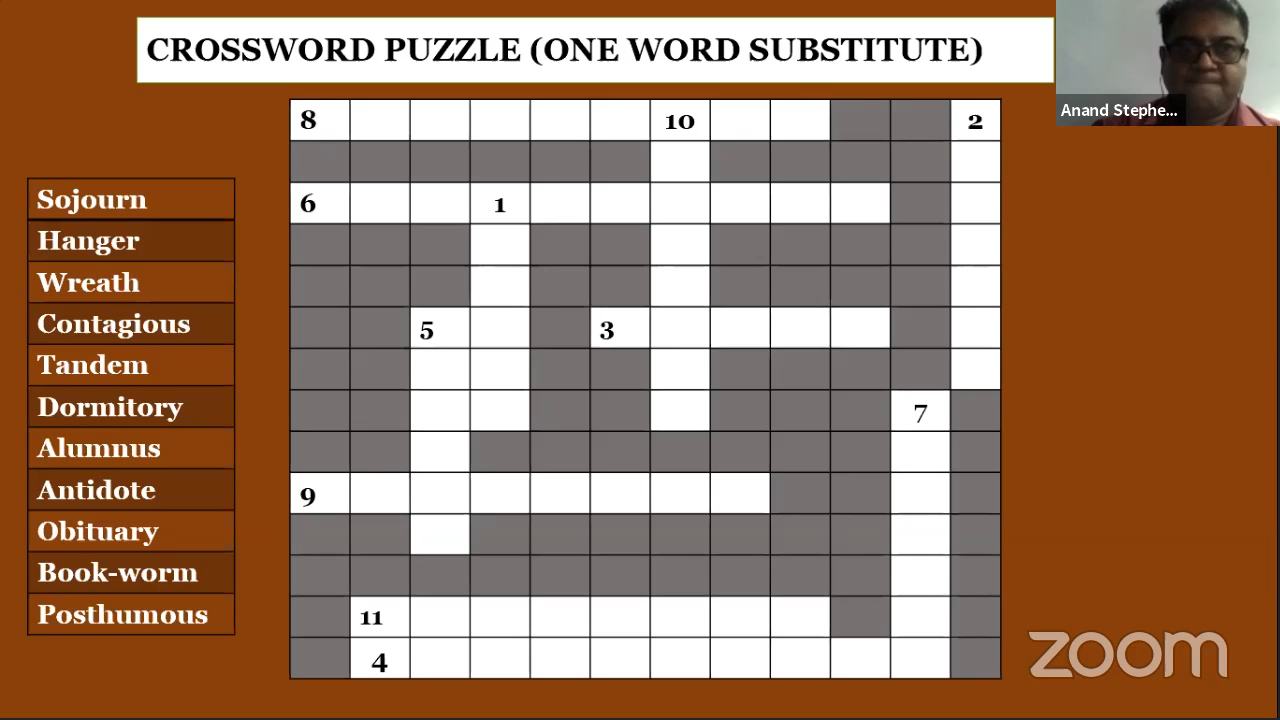 CROSSWORD PUZZLE (ONE WORD SUBSTITUTE)
Anand Stephe...
8 10 2
6 1
5 3
7
9
11
4
Sojourn
Hanger
Wreath
Contagious
Tandem
Dormitory
Alumnus
Antidote
Obituary
Book-worm
Posthumous
zoom